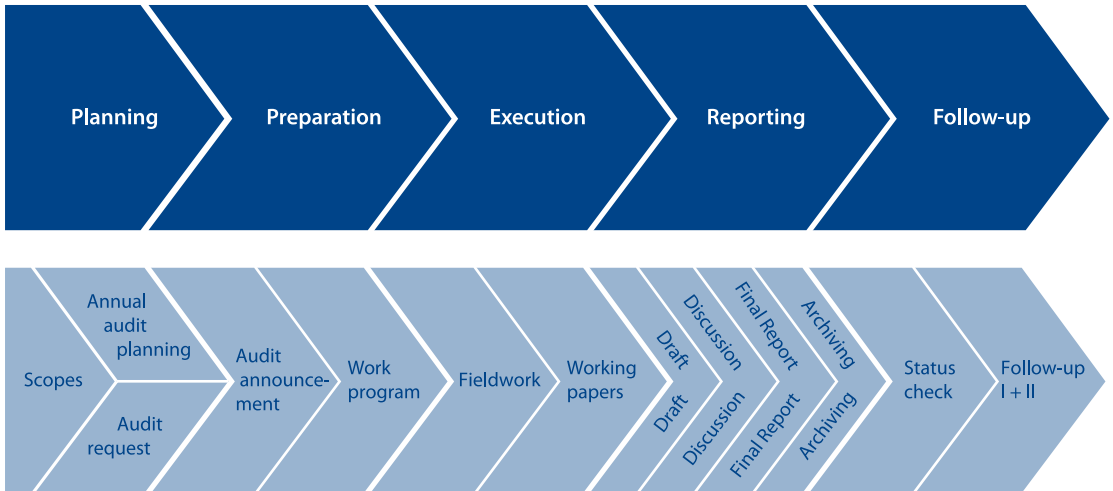 Planning
Preparation
Execution
Reporting
Follow-up
Scopes
Annual
audit
planning
Audit
request
Audit
announce-
ment
Work
program
Fieldwork
Working
papers
Draft
Discussion
Final Report
Archiving
Draft
Discussion
Final Report
Archiving
Status
check
Follow-up
I + II